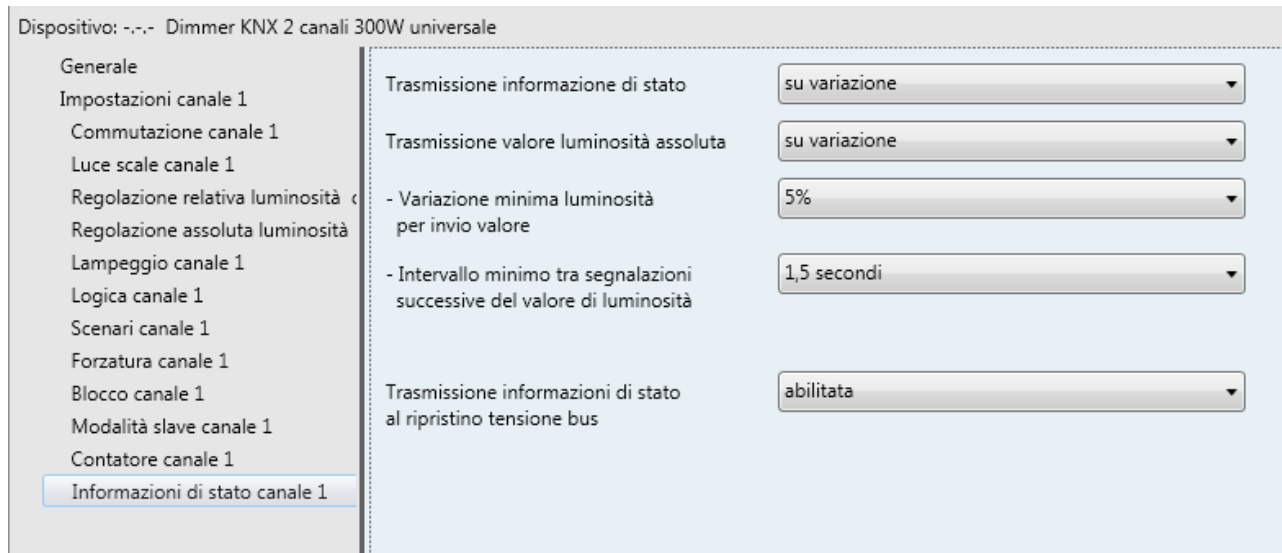 Dispositivo: -.-.- Dimmer KNX 2 canali 300W universale
Generale
Impostazioni canale 1
Commutazione canale 1
Luce scale canale 1
Regolazione relativa luminosità
Regolazione assoluta luminosità
Lampeggio canale 1
Logica canale 1
Scenari canale 1
Forzatura canale 1
Blocco canale 1
Modalità slave canale 1
Contatore canale 1
Informazioni di stato canale 1
Trasmissione informazione di stato
su variazione
Trasmissione valore luminosità assoluta
su variazione
- Variazione minima luminosità
per invio valore
5%
- Intervallo minimo tra segnalazioni
successive del valore di luminosità
1,5 secondi
Trasmissione informazioni di stato
al ripristino tensione bus
abilitata